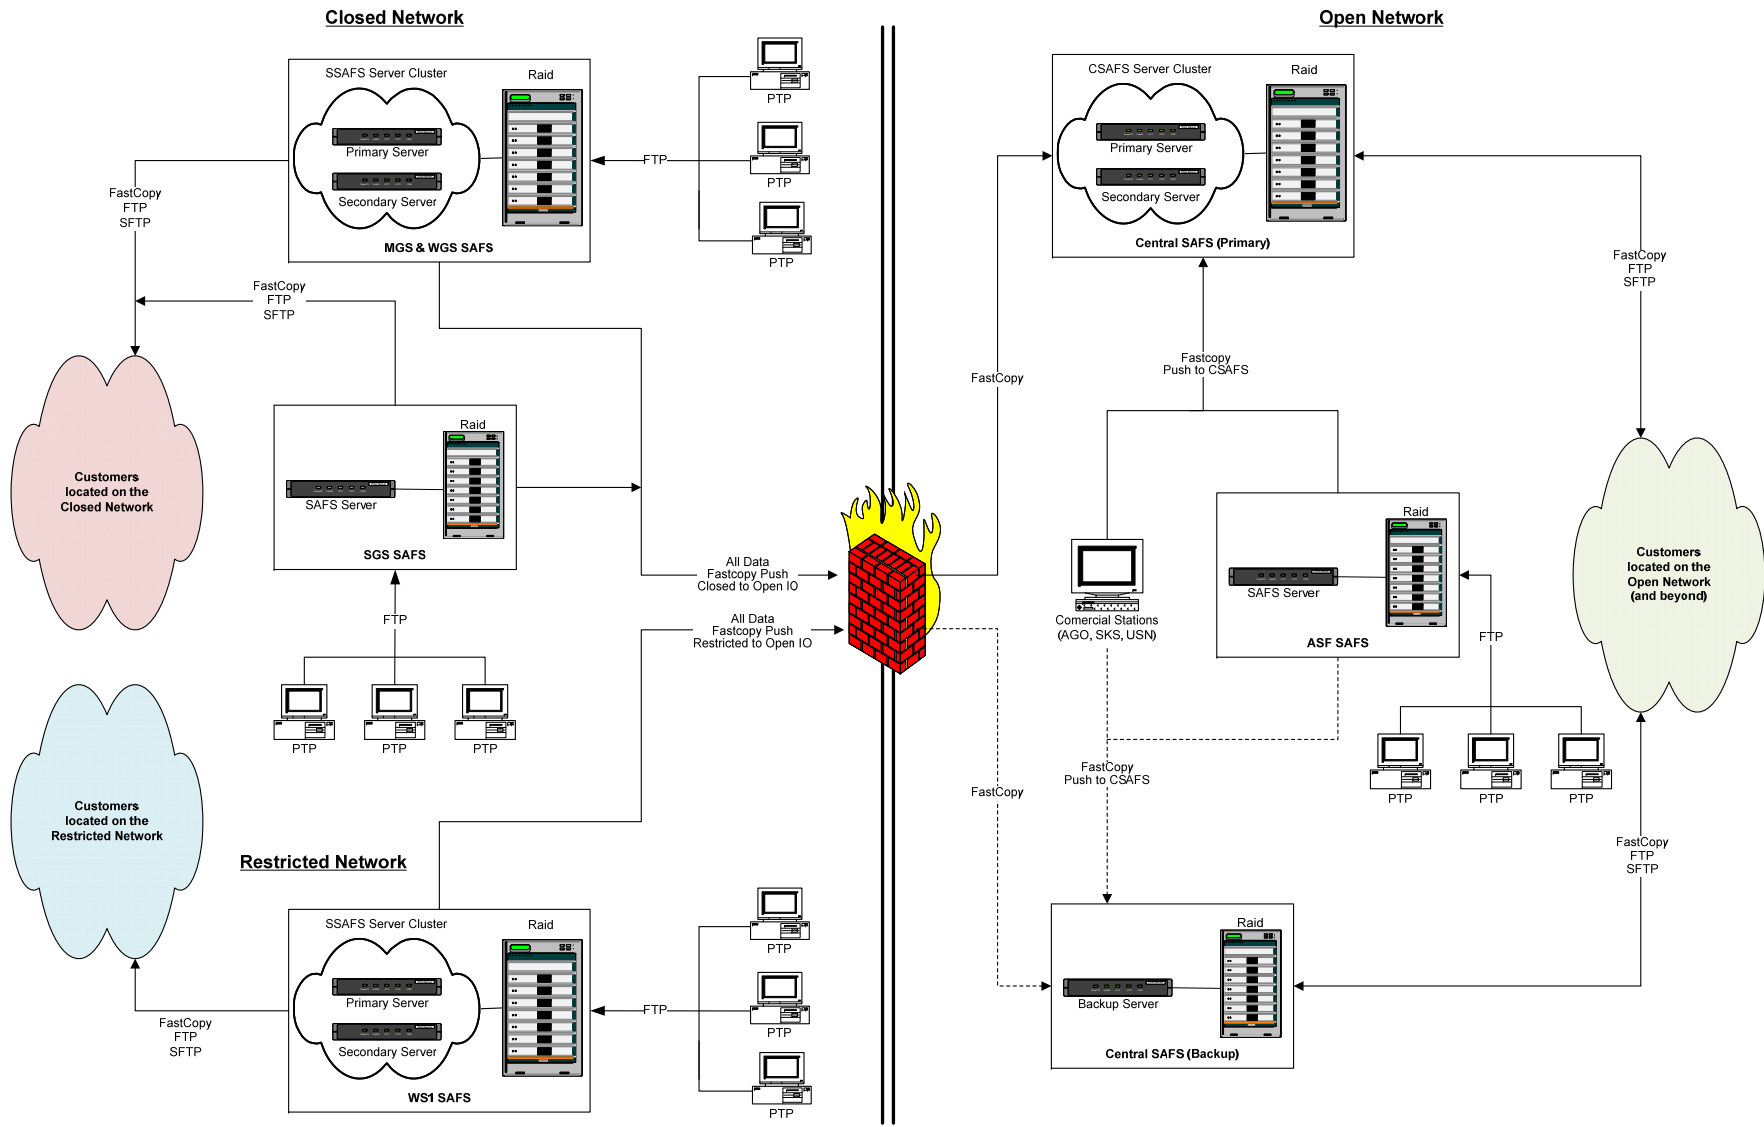 Closed Network
Open Network
SSAFS Server Cluster
Raid
Primary Server
Secondary Server
MGS & WGS SAFS
FTP
PTP
PTP
PTP
FastCopy
FTP
SFTP
FastCopy
FTP
SFTP
Customers
located on the
Closed Network
Raid
SAFS Server
SGS SAFS
FTP
PTP
PTP
PTP
All Data
Fastcopy Push
Closed to Open IO
All Data
Fastcopy Push
Restricted to Open IO
Customers
located on the
Restricted Network
Restricted Network
SSAFS Server Cluster
Raid
Primary Server
Secondary Server
WS1 SAFS
FTP
PTP
PTP
PTP
FastCopy
FTP
SFTP
CSAFS Server Cluster
Raid
Primary Server
Secondary Server
Central SAFS (Primary)
FastCopy
FTP
SFTP
FastCopy
Fastcopy
Push to CSAFS
Comercial Stations
(AGO, SKS, USN)
Raid
SAFS Server
ASF SAFS
FTP
PTP
PTP
PTP
Customers
located on the
Open Network
(and beyond)
FastCopy
Push to CSAFS
FastCopy
FastCopy
FTP
SFTP
Raid
Backup Server
Central SAFS (Backup)